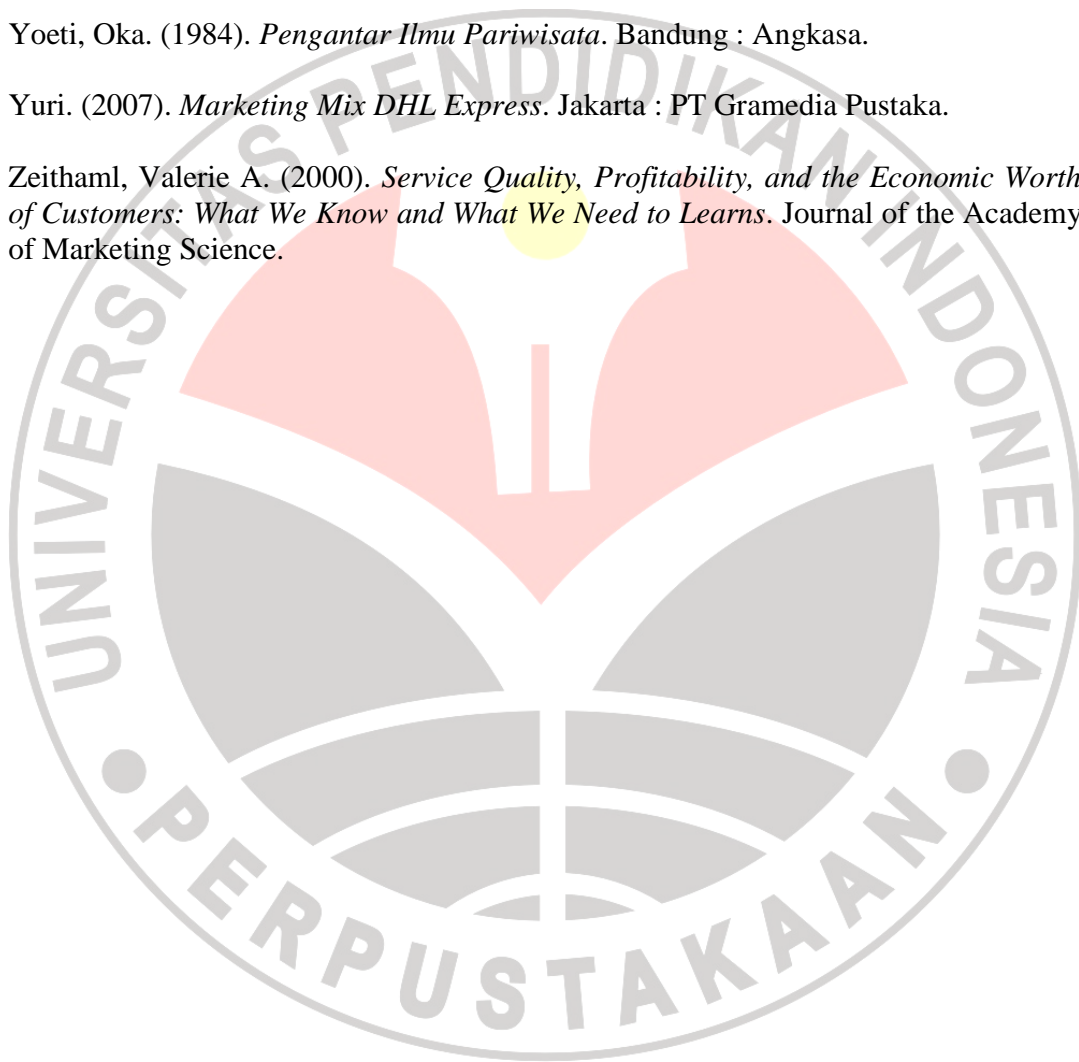 Yoeti, Oka. (1984). Pengantar Ilmu Pariwisata. Bandung : Angkasa.
Yuri. (2007). Marketing Mix DHL Express. Jakarta : PT Gramedia Pustaka.
Zeithaml, Valerie A. (2000). Service Quality, Profitability, and the Economic Worth
of Customers: What We Know and What We Need to Learns. Journal of the Academy
of Marketing Science.
UNIVERSITAS PENDIDIKAN INDONESIA
PERPUSTAKAAN